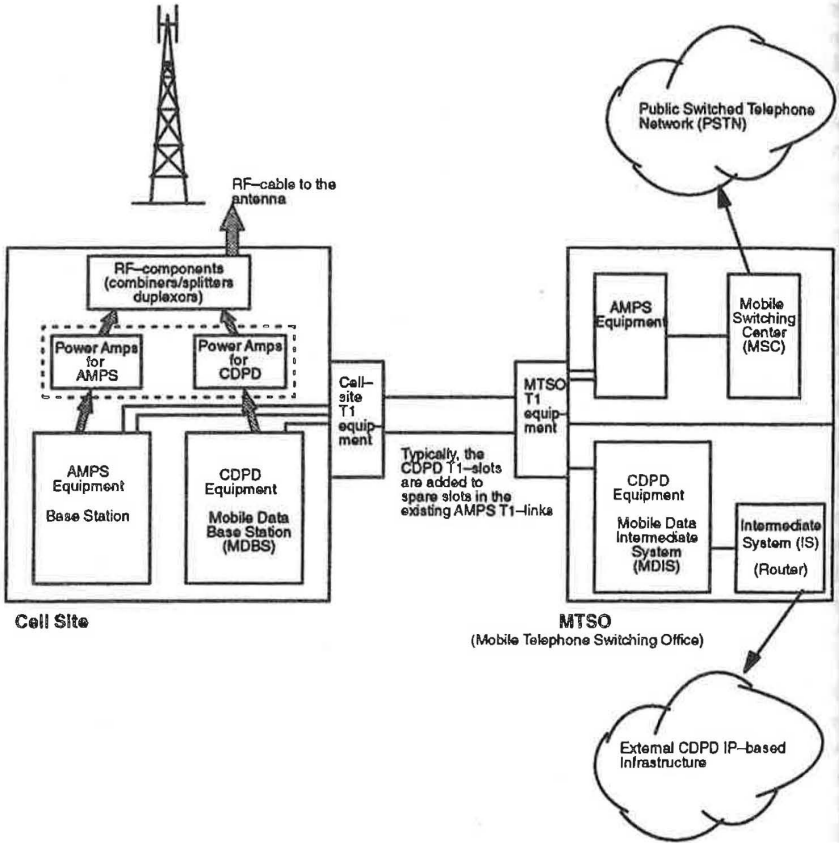 Public Switched Telephone
Network (PSTN)
RF–cable to the
antenna
RF–components
(combiners/splitters
duplexors)
Power Amps
for
AMPS
Power Amps
for
CDPD
Cell–
site
T1
equip–
ment
AMPS
Equipment
Base Station
CDPD
Equipment
Mobile Data
Base Station
(MDBS)
Cell Site
Typically, the
CDPD T1–slots
are added to
spare slots in the
existing AMPS T1–links
MTSO
T1
equip–
ment
AMPS
Equipment
Mobile
Switching
Center
(MSC)
CDPD
Equipment
Mobile Data
Intermediate
System
(MDIS)
Intermediate
System (IS)
(Router)
MTSO
(Mobile Telephone Switching Office)
External CDPD IP–based
Infrastructure